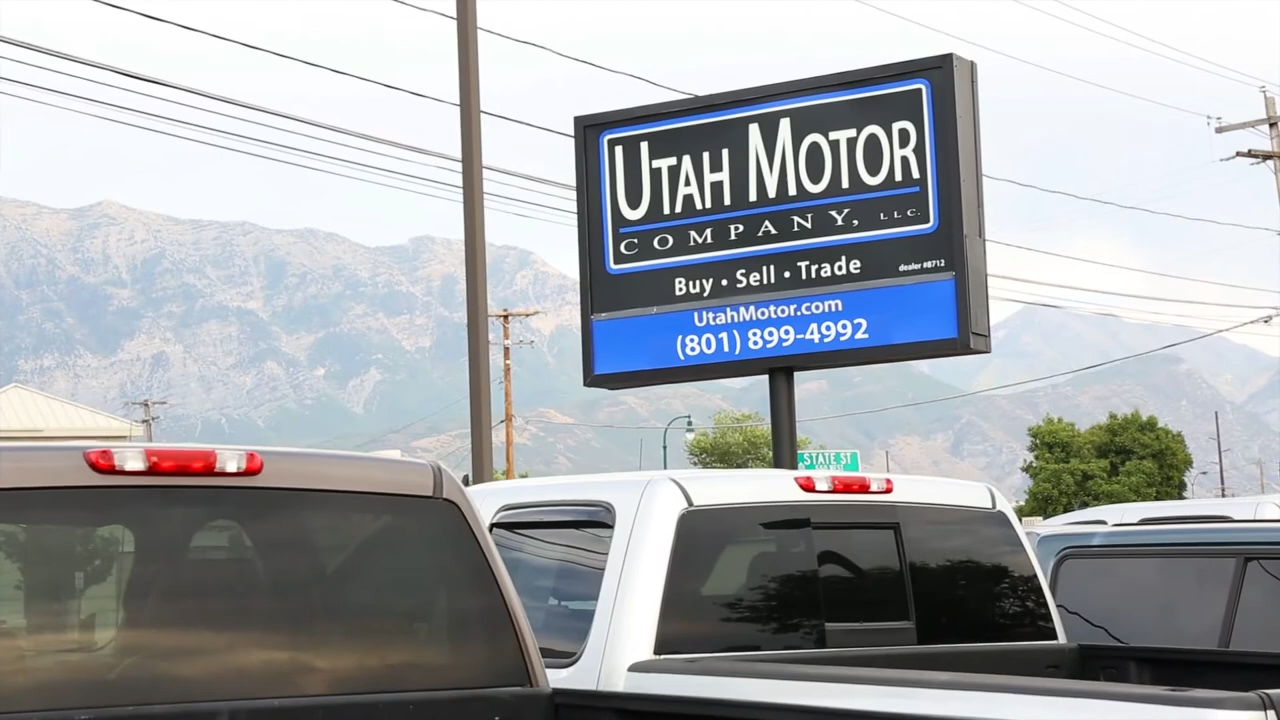 UTAH MOTOR
COMPANY, LLC.
Buy • Sell • Trade
dealer #8712
UtahMotor.com
(801) 899-4992
STATE ST